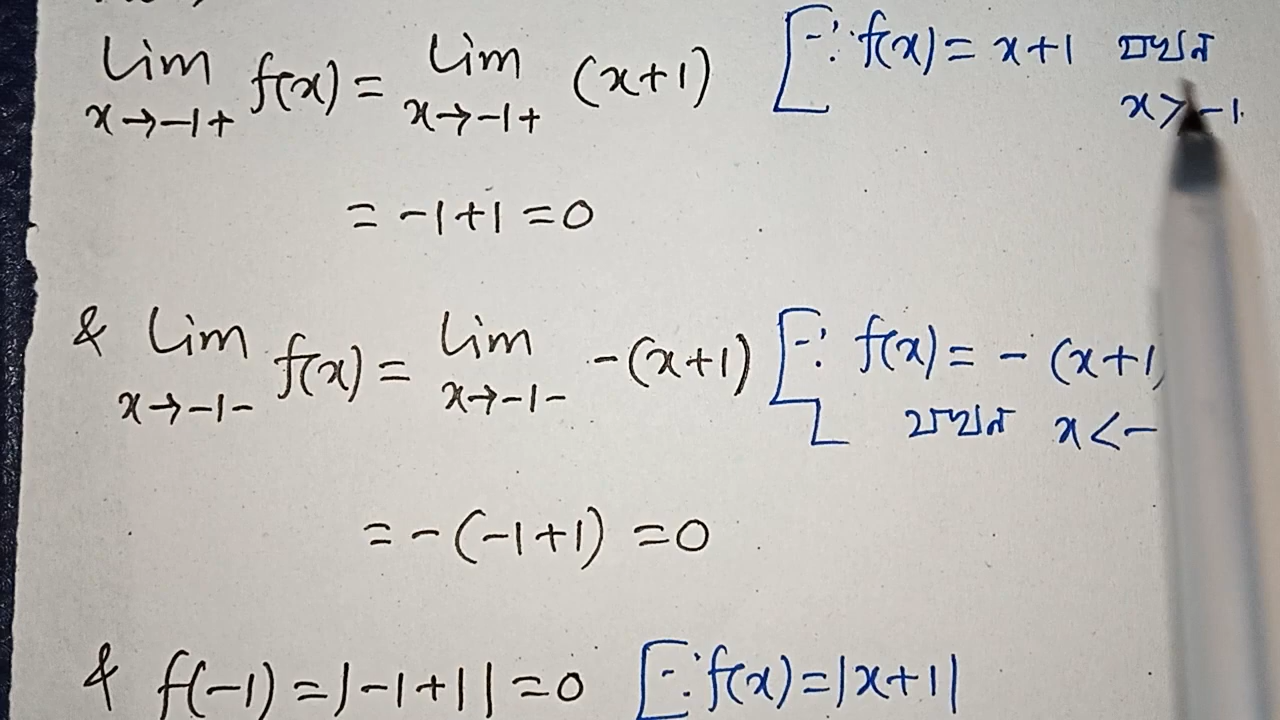 lim f(x) = lim (x+1) [∵ f(x) = x+1 যখন
x→-1+ x→-1+ x>-1.
= -1+1 = 0
& lim f(x) = lim -(x+1) [∵ f(x) = - (x+1
x→-1- x→-1- যখন x<-
= -(-1+1) = 0
& f(-1) = |-1+1| = 0 [∵ f(x) = |x+1|